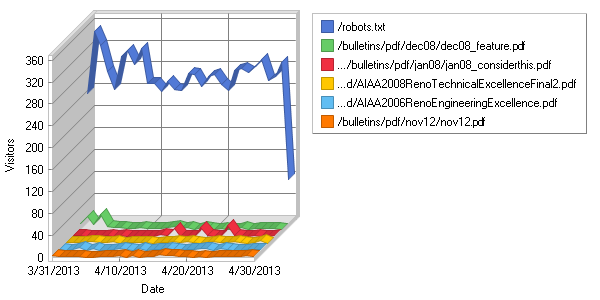 360
320
280
240
200
160
120
80
40
0
Visitors
3/31/2013 4/10/2013 4/20/2013 4/30/2013
Date
/robots.txt
/bulletins/pdf/dec08/dec08_feature.pdf
.../bulletins/pdf/jan08/jan08_considerthis.pdf
...d/AIAA2008RenoTechnicalExcellenceFinal2.pdf
...d/AIAA2006RenoEngineeringExcellence.pdf
/bulletins/pdf/nov12/nov12.pdf